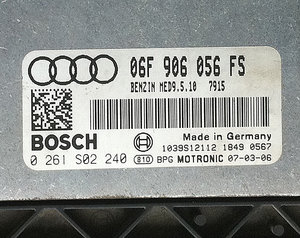 06F 906 056 FS
BENZIN MED9.5.10 7915
BOSCH
Made in Germany
1039S12112 1849 0567
0 261 S02 240
810 BPG MOTRONIC 07-03-06